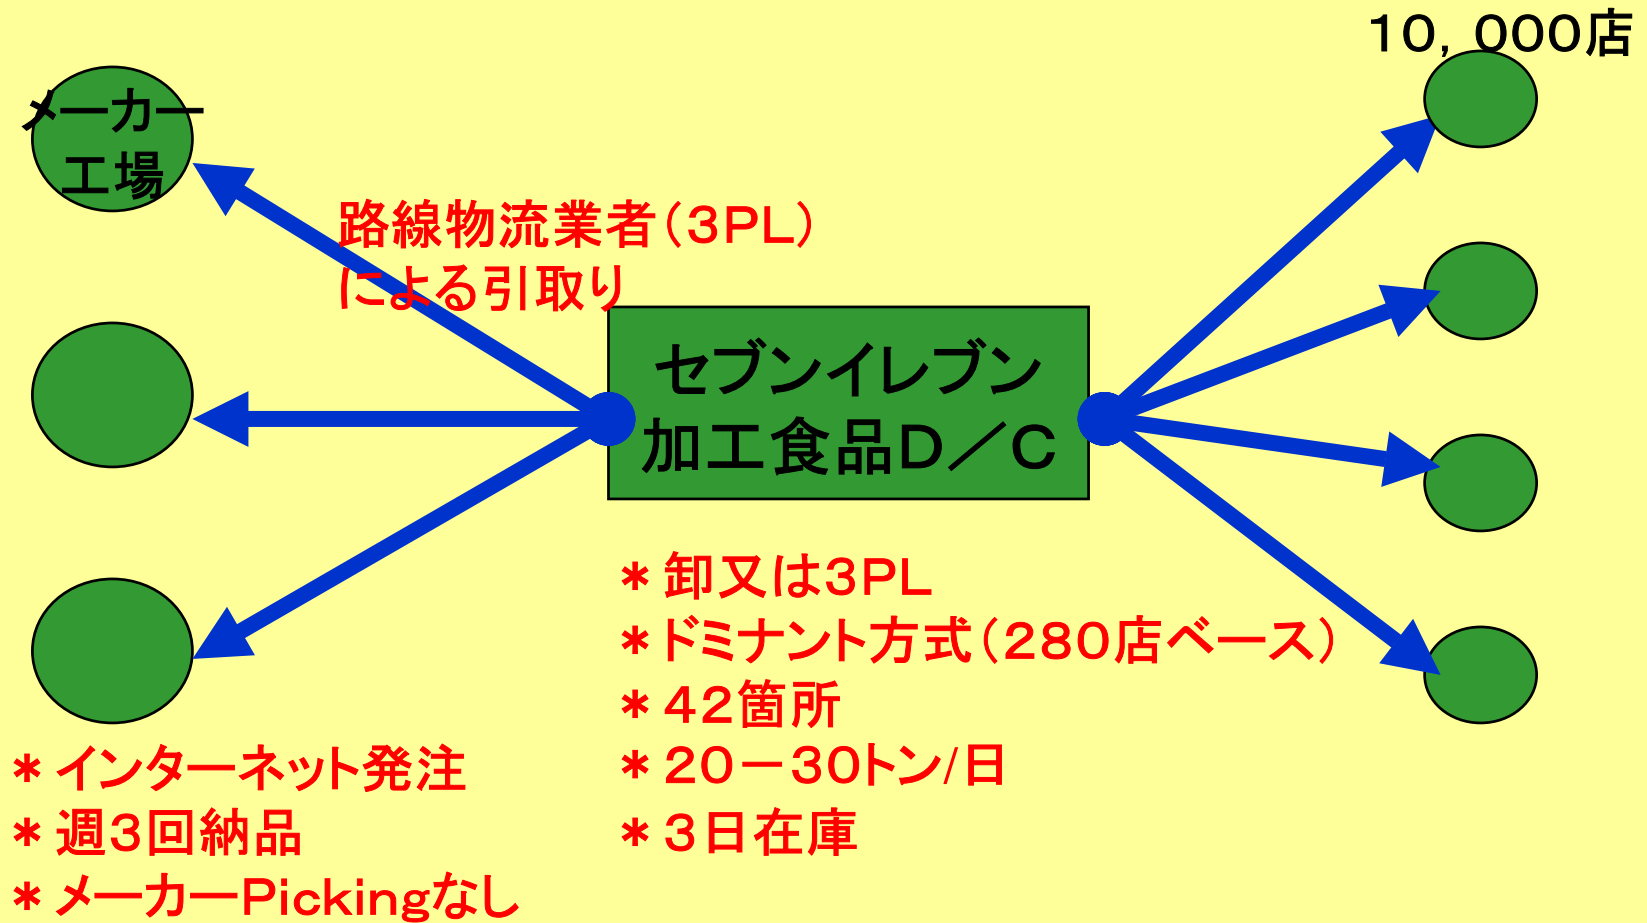 10，000店
メーカー
工場
路線物流業者（3PL）
による引取り
セブンイレブン
加工食品D／C
＊卸又は3PL
＊ドミナント方式（280店ベース）
＊42箇所
＊20－30トン/日
＊3日在庫
＊インターネット発注
＊週3回納品
＊メーカーPickingなし